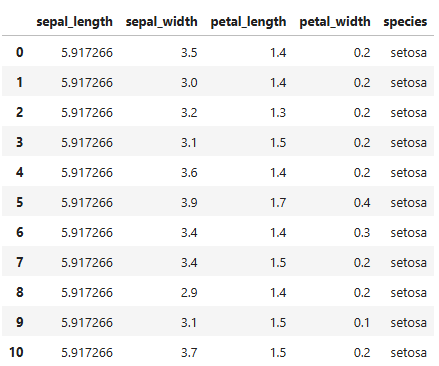 sepal_length sepal_width petal_length petal_width species
0 5.917266 3.5 1.4 0.2 setosa
1 5.917266 3.0 1.4 0.2 setosa
2 5.917266 3.2 1.3 0.2 setosa
3 5.917266 3.1 1.5 0.2 setosa
4 5.917266 3.6 1.4 0.2 setosa
5 5.917266 3.9 1.7 0.4 setosa
6 5.917266 3.4 1.4 0.3 setosa
7 5.917266 3.4 1.5 0.2 setosa
8 5.917266 2.9 1.4 0.2 setosa
9 5.917266 3.1 1.5 0.1 setosa
10 5.917266 3.7 1.5 0.2 setosa